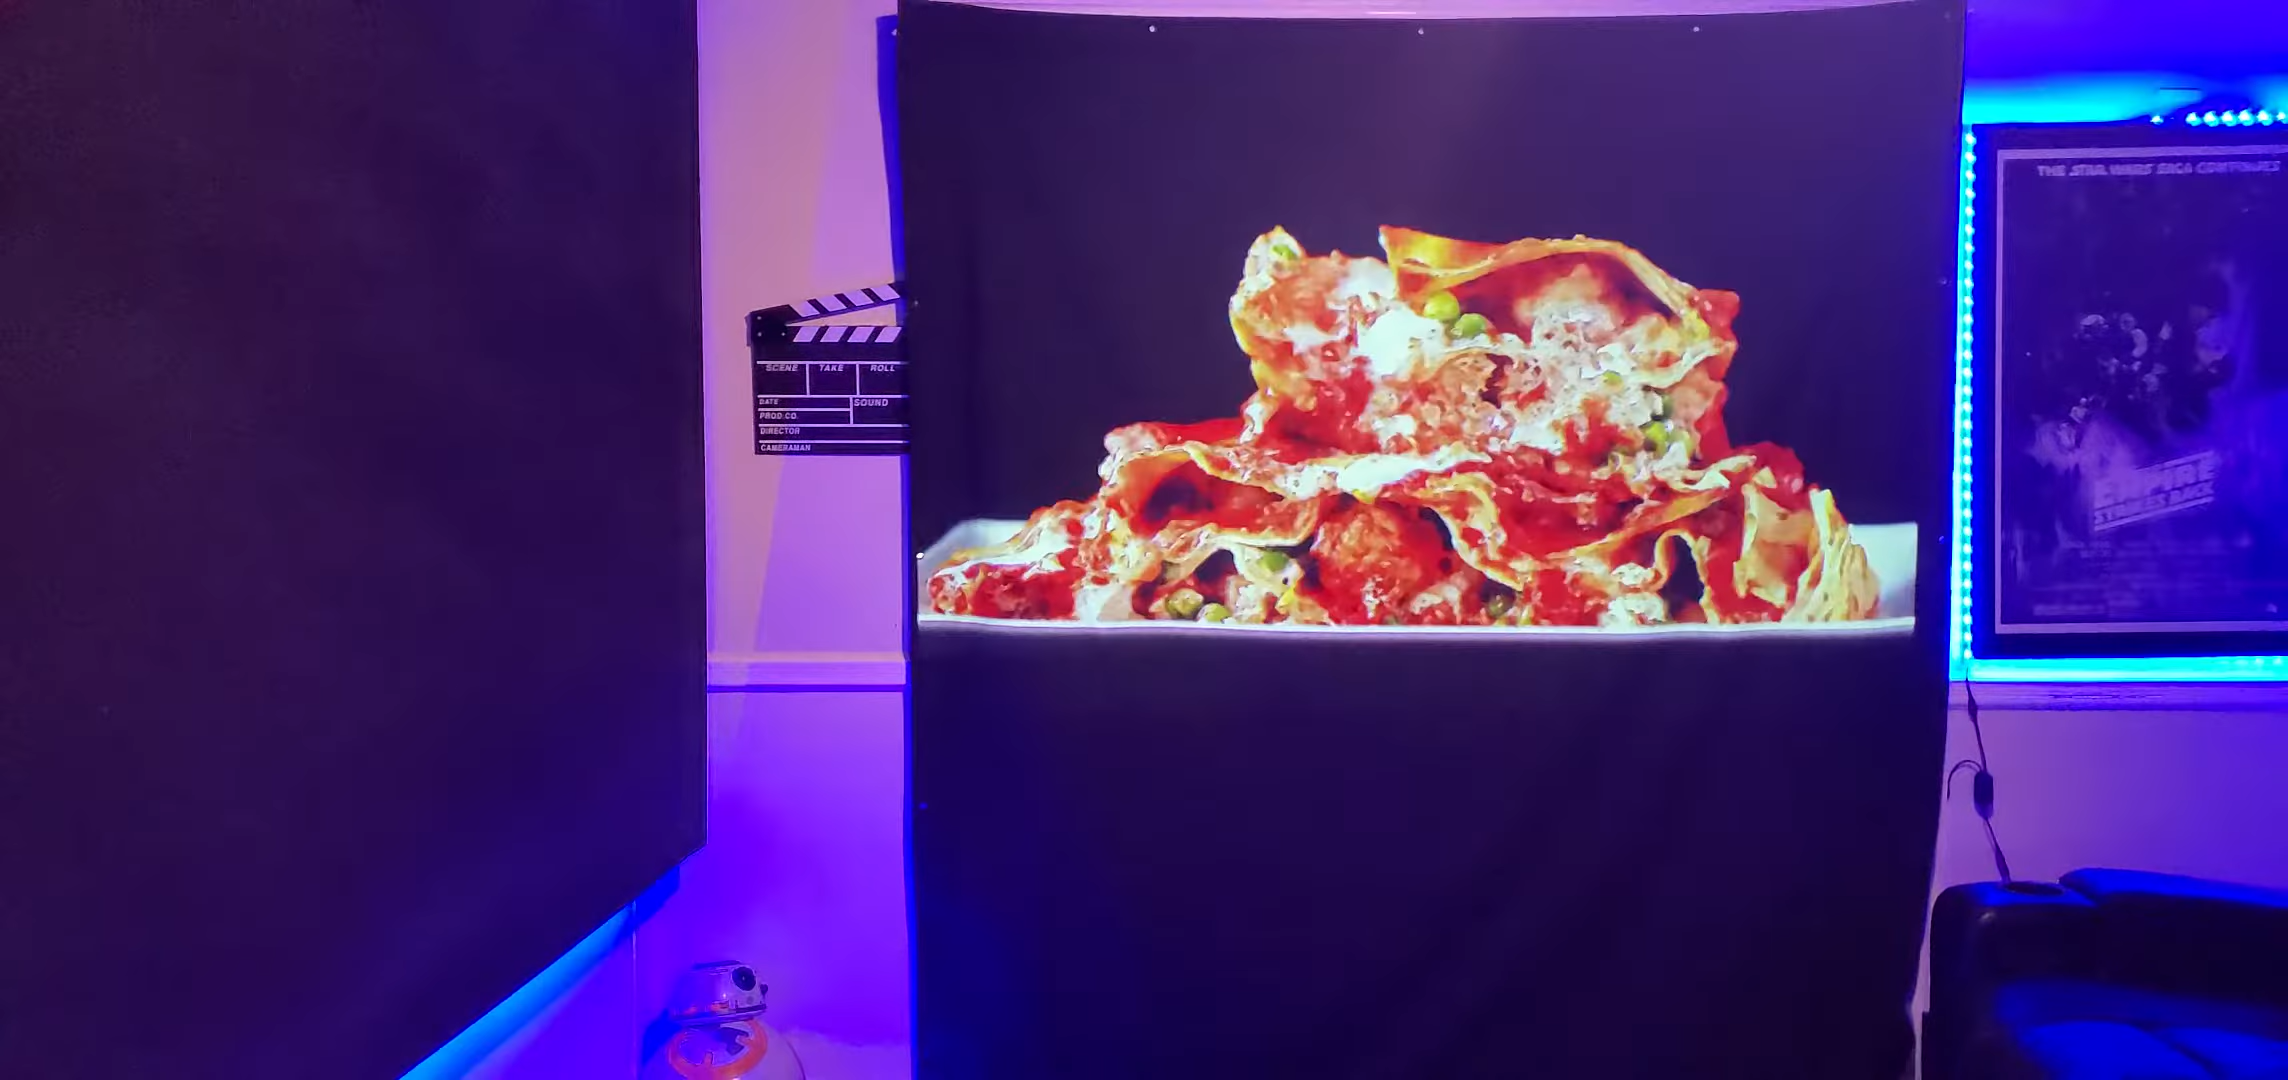 SCENE TAKE ROLL
DATE SOUND
PROD.CO.
DIRECTOR
CAMERAMAN
THE STAR WARS SAGA CONTINUES
EMPIRE
STRIKES BACK